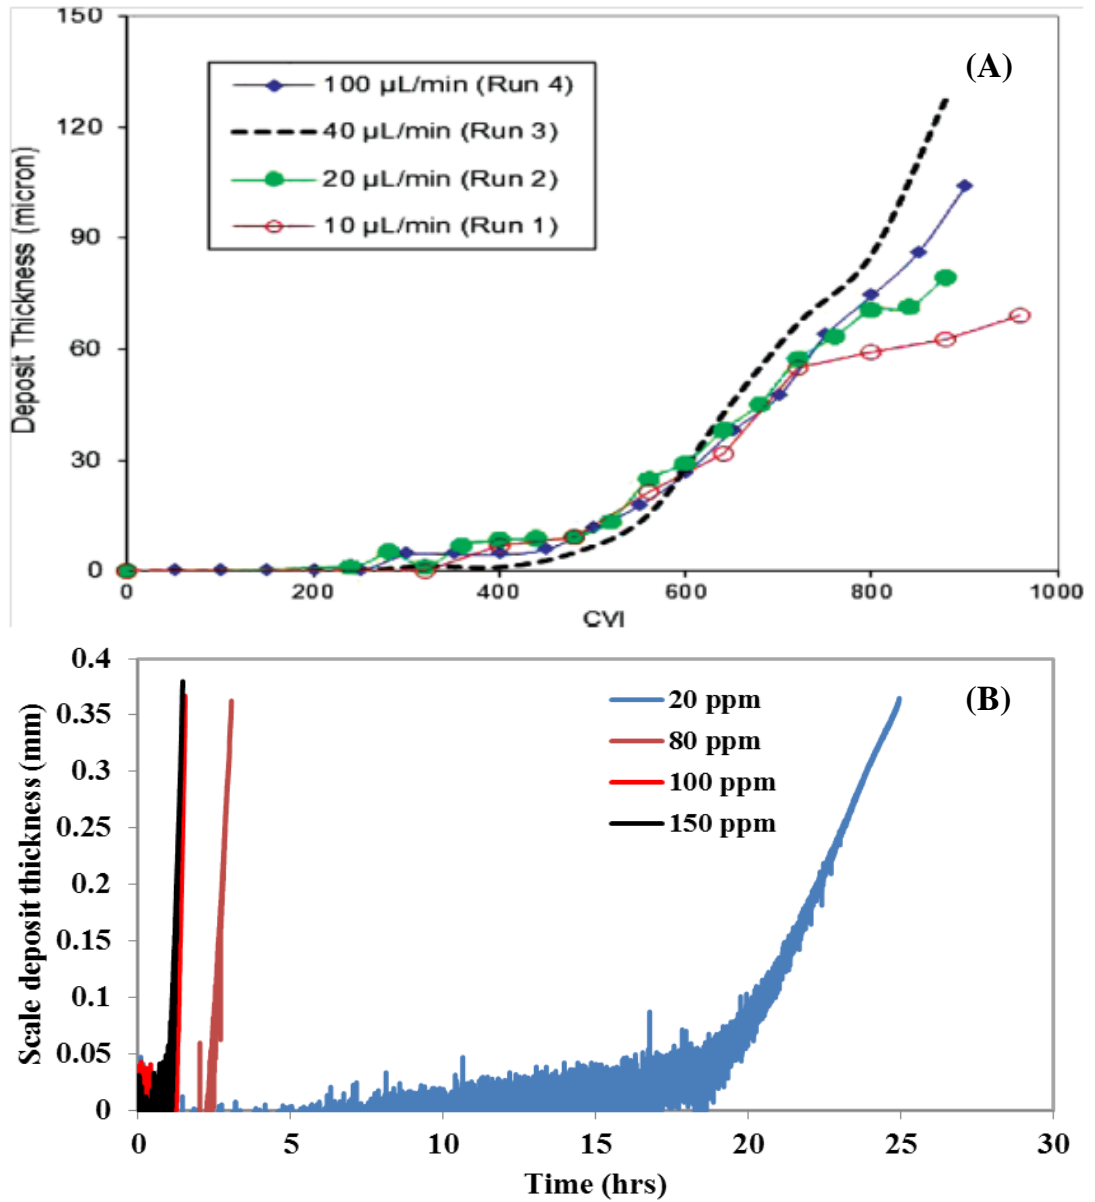 150
120
90
60
30
0
Deposit Thickness (micron)
100 µL/min (Run 4)
40 µL/min (Run 3)
20 µL/min (Run 2)
10 µL/min (Run 1)
(A)
0 200 400 600 800 1000
CVI
0.4
0.35
0.3
0.25
0.2
0.15
0.1
0.05
0
Scale deposit thickness (mm)
20 ppm
80 ppm
100 ppm
150 ppm
(B)
0 5 10 15 20 25 30
Time (hrs)